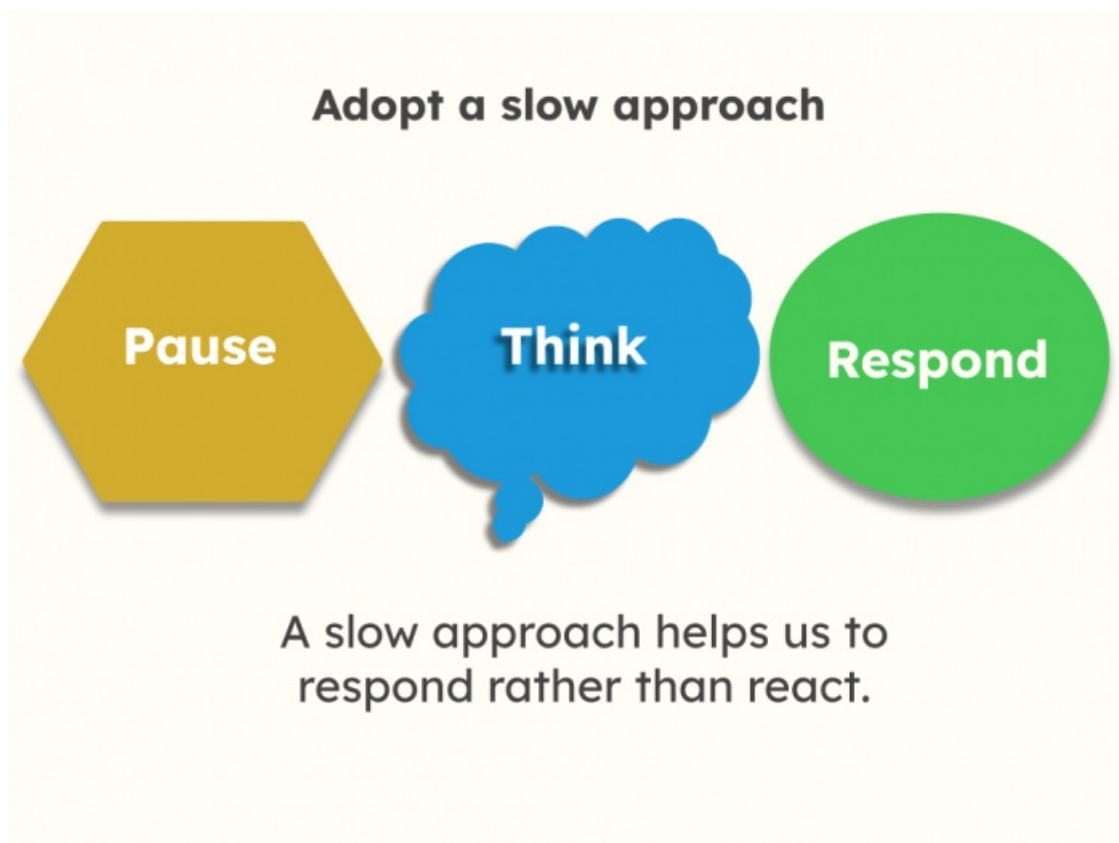 Adopt a slow approach
Pause
Think
Respond
A slow approach helps us to
respond rather than react.